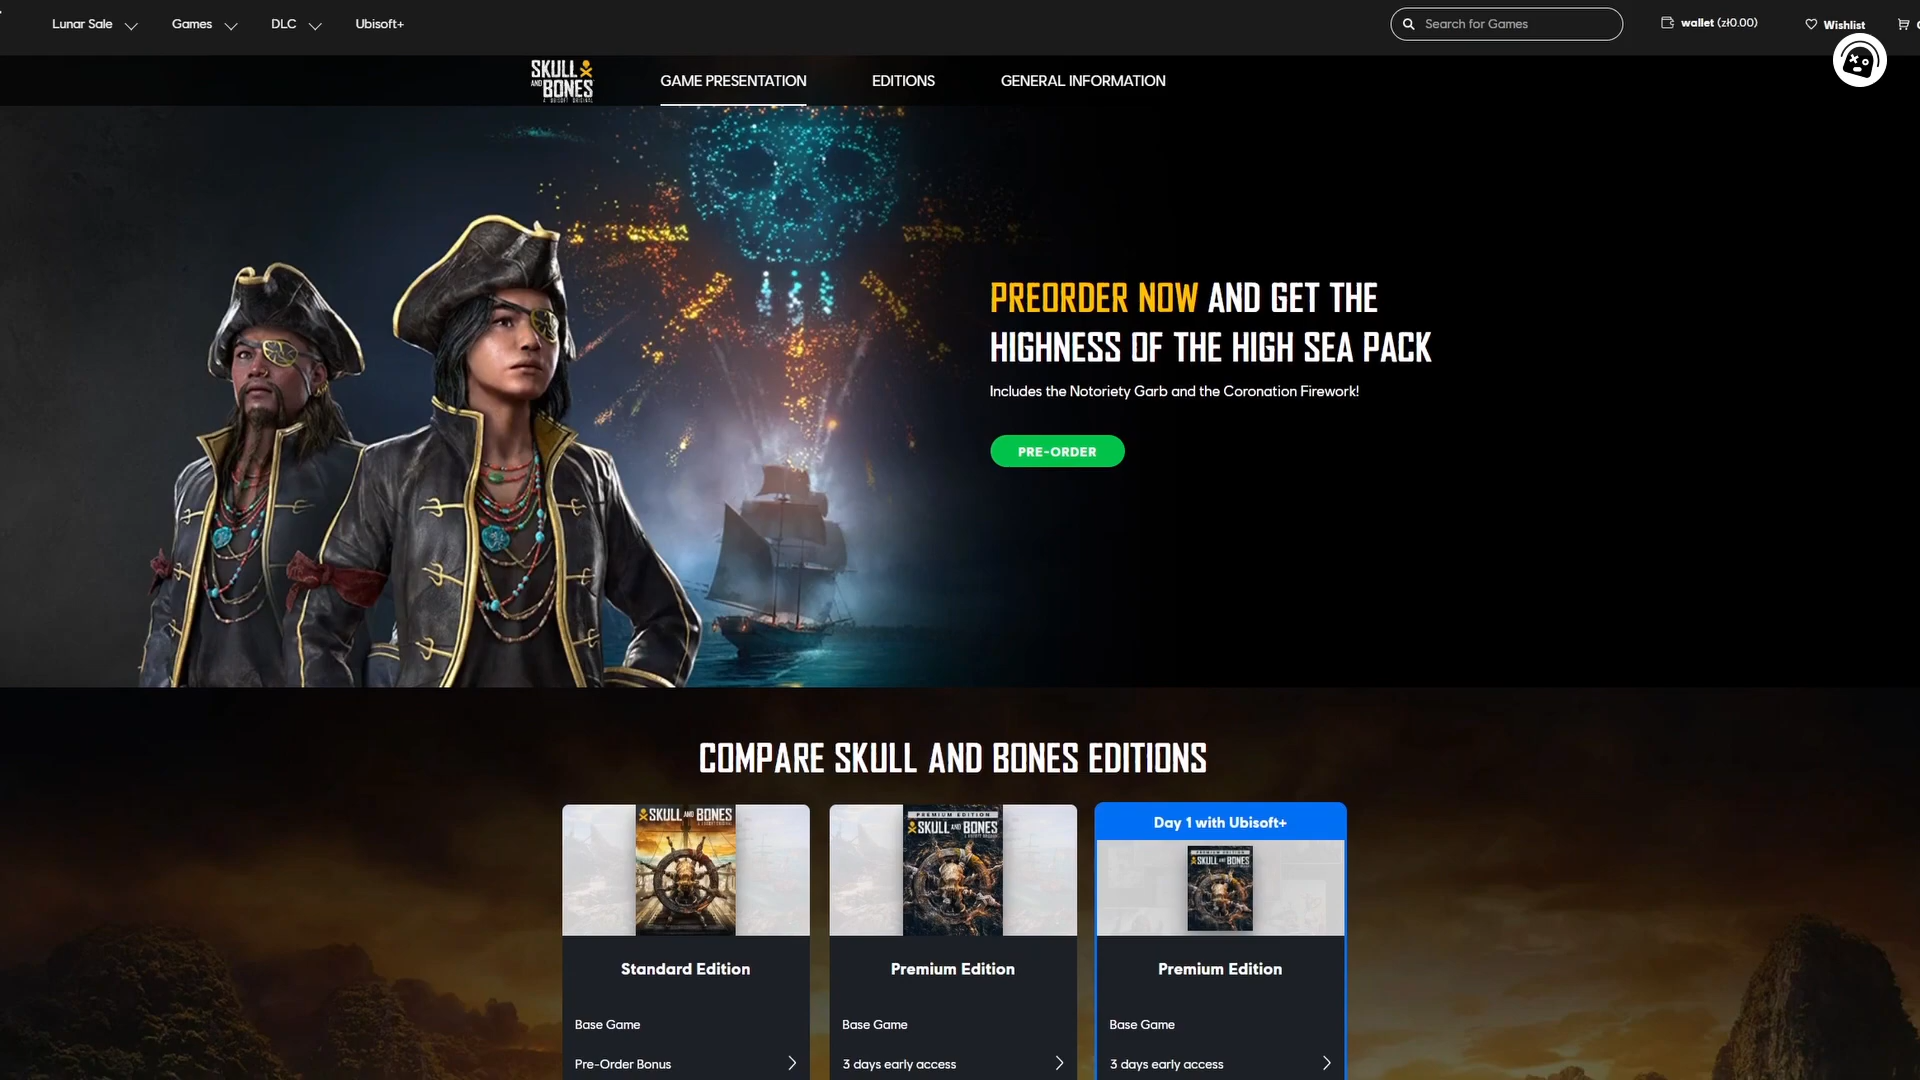 Lunar Sale
Games
DLC
Ubisoft+
Search for Games
wallet (zł0.00)
Wishlist
SKULL
AND BONES
A UBISOFT ORIGINAL
GAME PRESENTATION
EDITIONS
GENERAL INFORMATION
PREORDER NOW AND GET THE
HIGHNESS OF THE HIGH SEA PACK
Includes the Notoriety Garb and the Coronation Firework!
PRE-ORDER
COMPARE SKULL AND BONES EDITIONS
SKULL AND BONES
PREMIUM EDITION
SKULL AND BONES
Day 1 with Ubisoft+
PREMIUM EDITION
SKULL AND BONES
Standard Edition
Premium Edition
Premium Edition
Base Game
Base Game
Base Game
Pre-Order Bonus
3 days early access
3 days early access